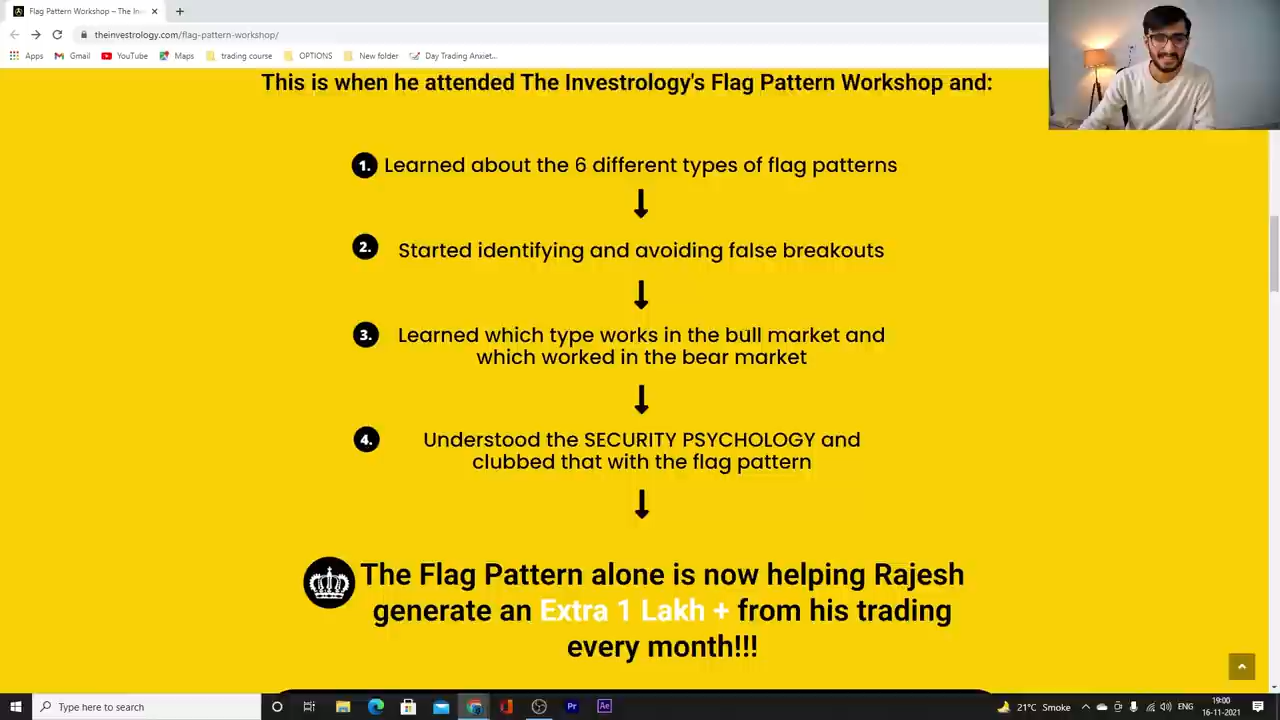 Flag Pattern Workshop – The In
theinvestrology.com/flag-pattern-workshop/
Apps
Gmail
YouTube
Maps
trading course
OPTIONS
New folder
Day Trading Anxiet...
This is when he attended The Investrology's Flag Pattern Workshop and:
1. Learned about the 6 different types of flag patterns
2. Started identifying and avoiding false breakouts
3. Learned which type works in the bull market and
which worked in the bear market
4. Understood the SECURITY PSYCHOLOGY and
clubbed that with the flag pattern
The Flag Pattern alone is now helping Rajesh
generate an Extra 1 Lakh + from his trading
every month!!!
Type here to search
Pr
Ae
21°C Smoke
ENG
19:00
16-11-2021